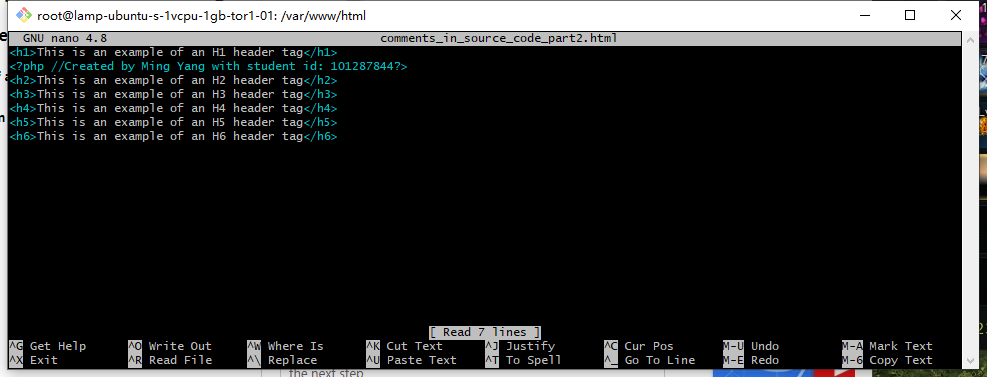 root@lamp-ubuntu-s-1vcpu-1gb-tor1-01: /var/www/html
GNU nano 4.8 comments_in_source_code_part2.html
<h1>This is an example of an H1 header tag</h1>
<?php //Created by Ming Yang with student id: 101287844?>
<h2>This is an example of an H2 header tag</h2>
<h3>This is an example of an H3 header tag</h3>
<h4>This is an example of an H4 header tag</h4>
<h5>This is an example of an H5 header tag</h5>
<h6>This is an example of an H6 header tag</h6>
[ Read 7 lines ]
^G Get Help ^O Write Out ^W Where Is ^K Cut Text ^J Justify ^C Cur Pos M-U Undo M-A Mark Text
^X Exit ^R Read File ^\ Replace ^U Paste Text ^T To Spell ^_ Go To Line M-E Redo M-6 Copy Text
the next step